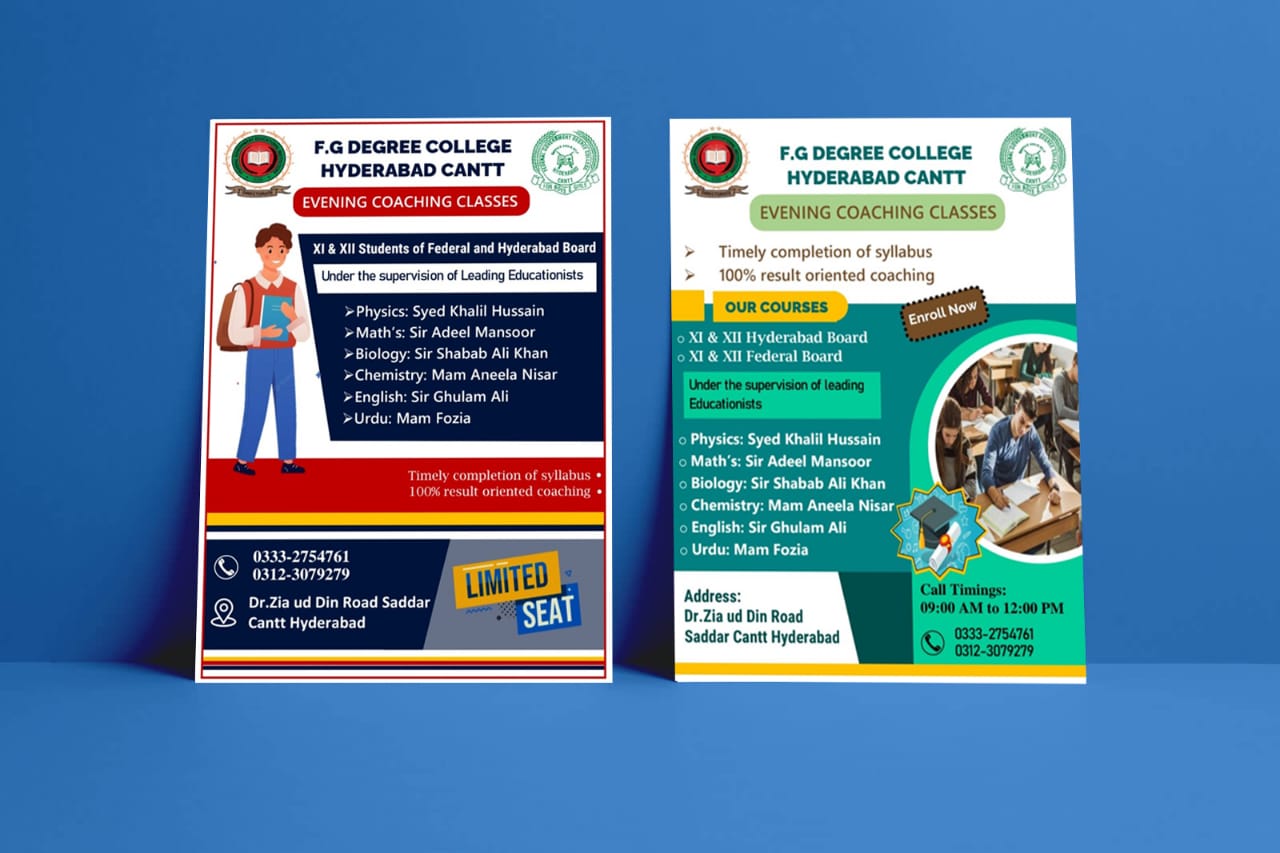 F.G DEGREE COLLEGE
HYDERABAD CANTT
EVENING COACHING CLASSES
XI & XII Students of Federal and Hyderabad Board
Under the supervision of Leading Educationists
➢Physics: Syed Khalil Hussain
➢Math's: Sir Adeel Mansoor
➢Biology: Sir Shabab Ali Khan
➢Chemistry: Mam Aneela Nisar
➢English: Sir Ghulam Ali
➢Urdu: Mam Fozia
Timely completion of syllabus •
100% result oriented coaching •
0333-2754761
0312-3079279
Dr.Zia ud Din Road Saddar
Cantt Hyderabad
LIMITED
SEAT
F.G DEGREE COLLEGE
HYDERABAD CANTT
EVENING COACHING CLASSES
➢ Timely completion of syllabus
➢ 100% result oriented coaching
OUR COURSES
Enroll Now
○ XI & XII Hyderabad Board
○ XI & XII Federal Board
Under the supervision of leading
Educationists
○ Physics: Syed Khalil Hussain
○ Math's: Sir Adeel Mansoor
○ Biology: Sir Shabab Ali Khan
○ Chemistry: Mam Aneela Nisar
○ English: Sir Ghulam Ali
○ Urdu: Mam Fozia
Address:
Dr.Zia ud Din Road
Saddar Cantt Hyderabad
Call Timings:
09:00 AM to 12:00 PM
0333-2754761
0312-3079279